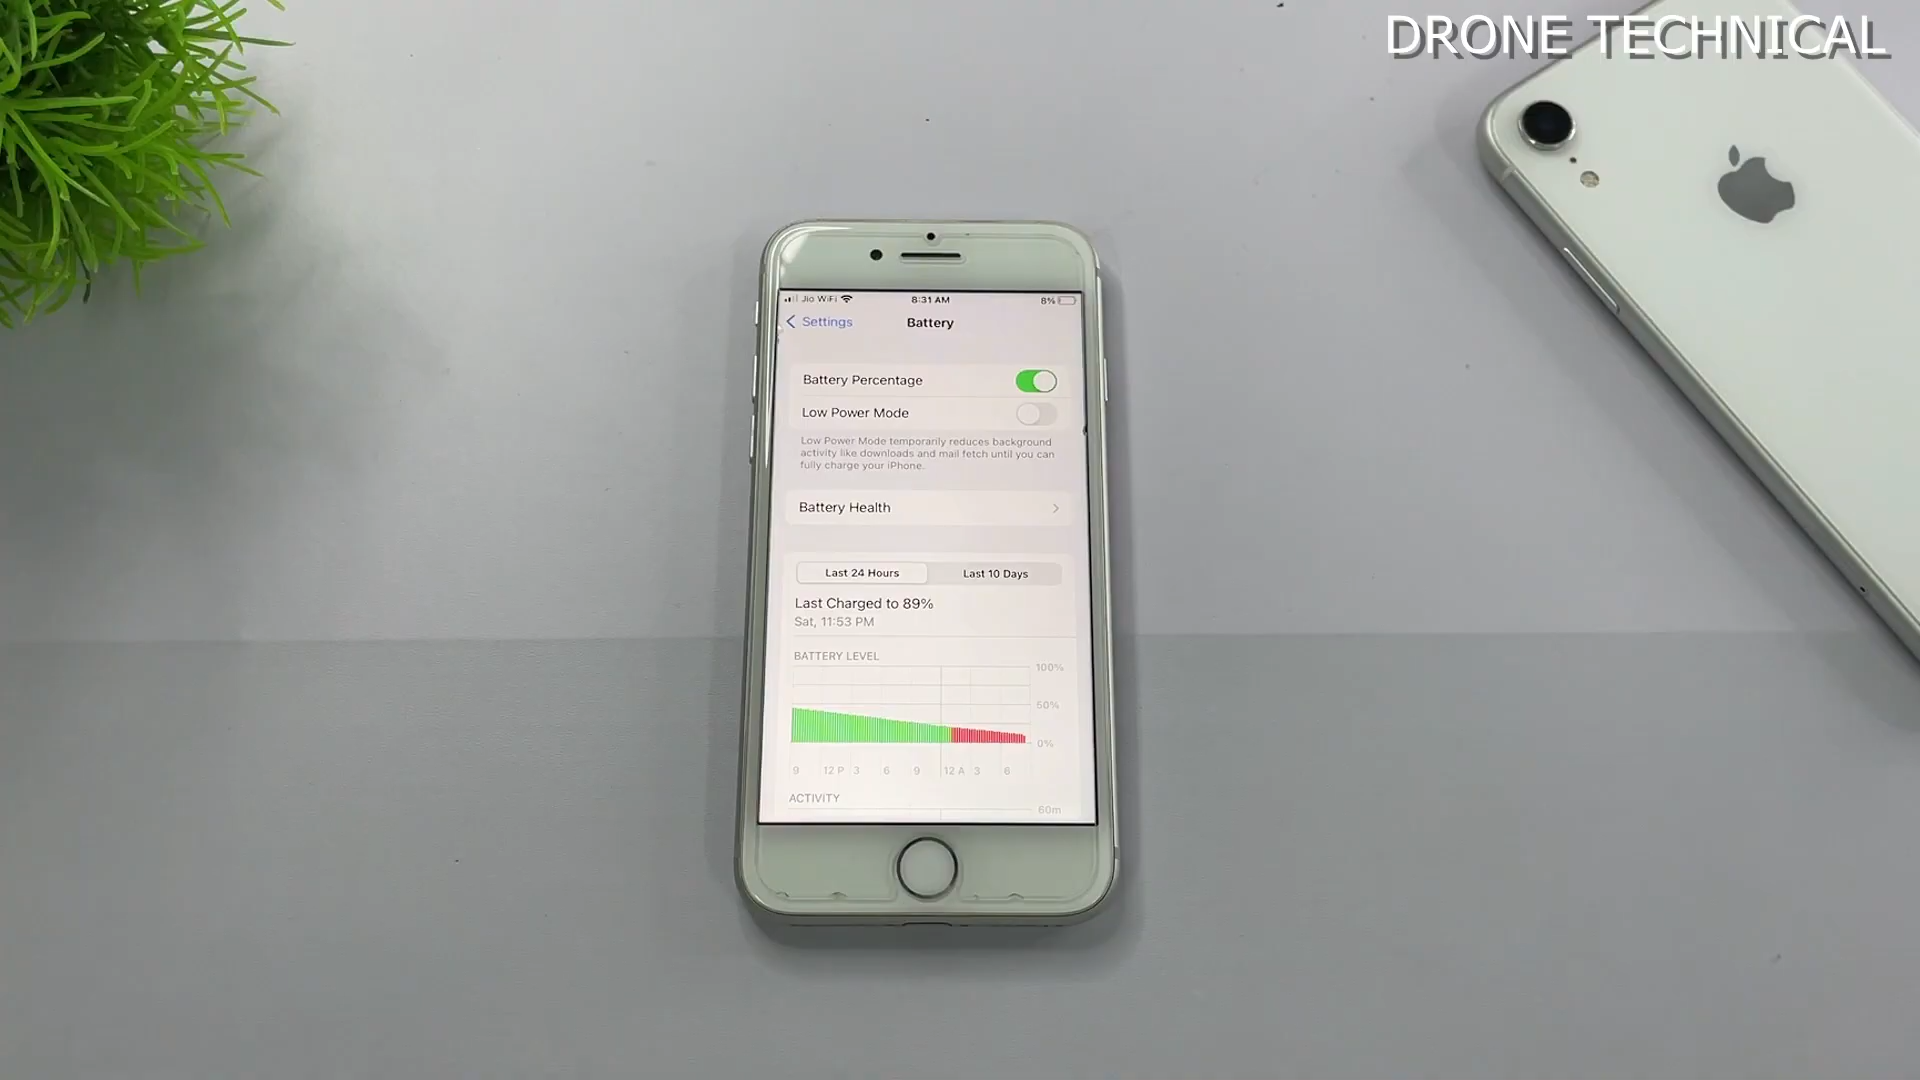 DRONE TECHNICAL
Jio WiFi 8:31 AM 8%
Settings Battery
Battery Percentage
Low Power Mode
Low Power Mode temporarily reduces background
activity like downloads and mail fetch until you can
fully charge your iPhone.
Battery Health
Last 24 Hours Last 10 Days
Last Charged to 89%
Sat, 11:53 PM
BATTERY LEVEL
100%
50%
0%
9 12 P 3 6 9 12 A 3 6
ACTIVITY
60m